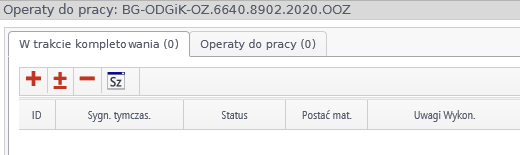 Operaty do pracy: BG-ODGiK-OZ.6640.8902.2020.OOZ
W trakcie kompletowania (0) Operaty do pracy (0)
Sz
ID Sygn. tymczas. Status Postać mat. Uwagi Wykon.